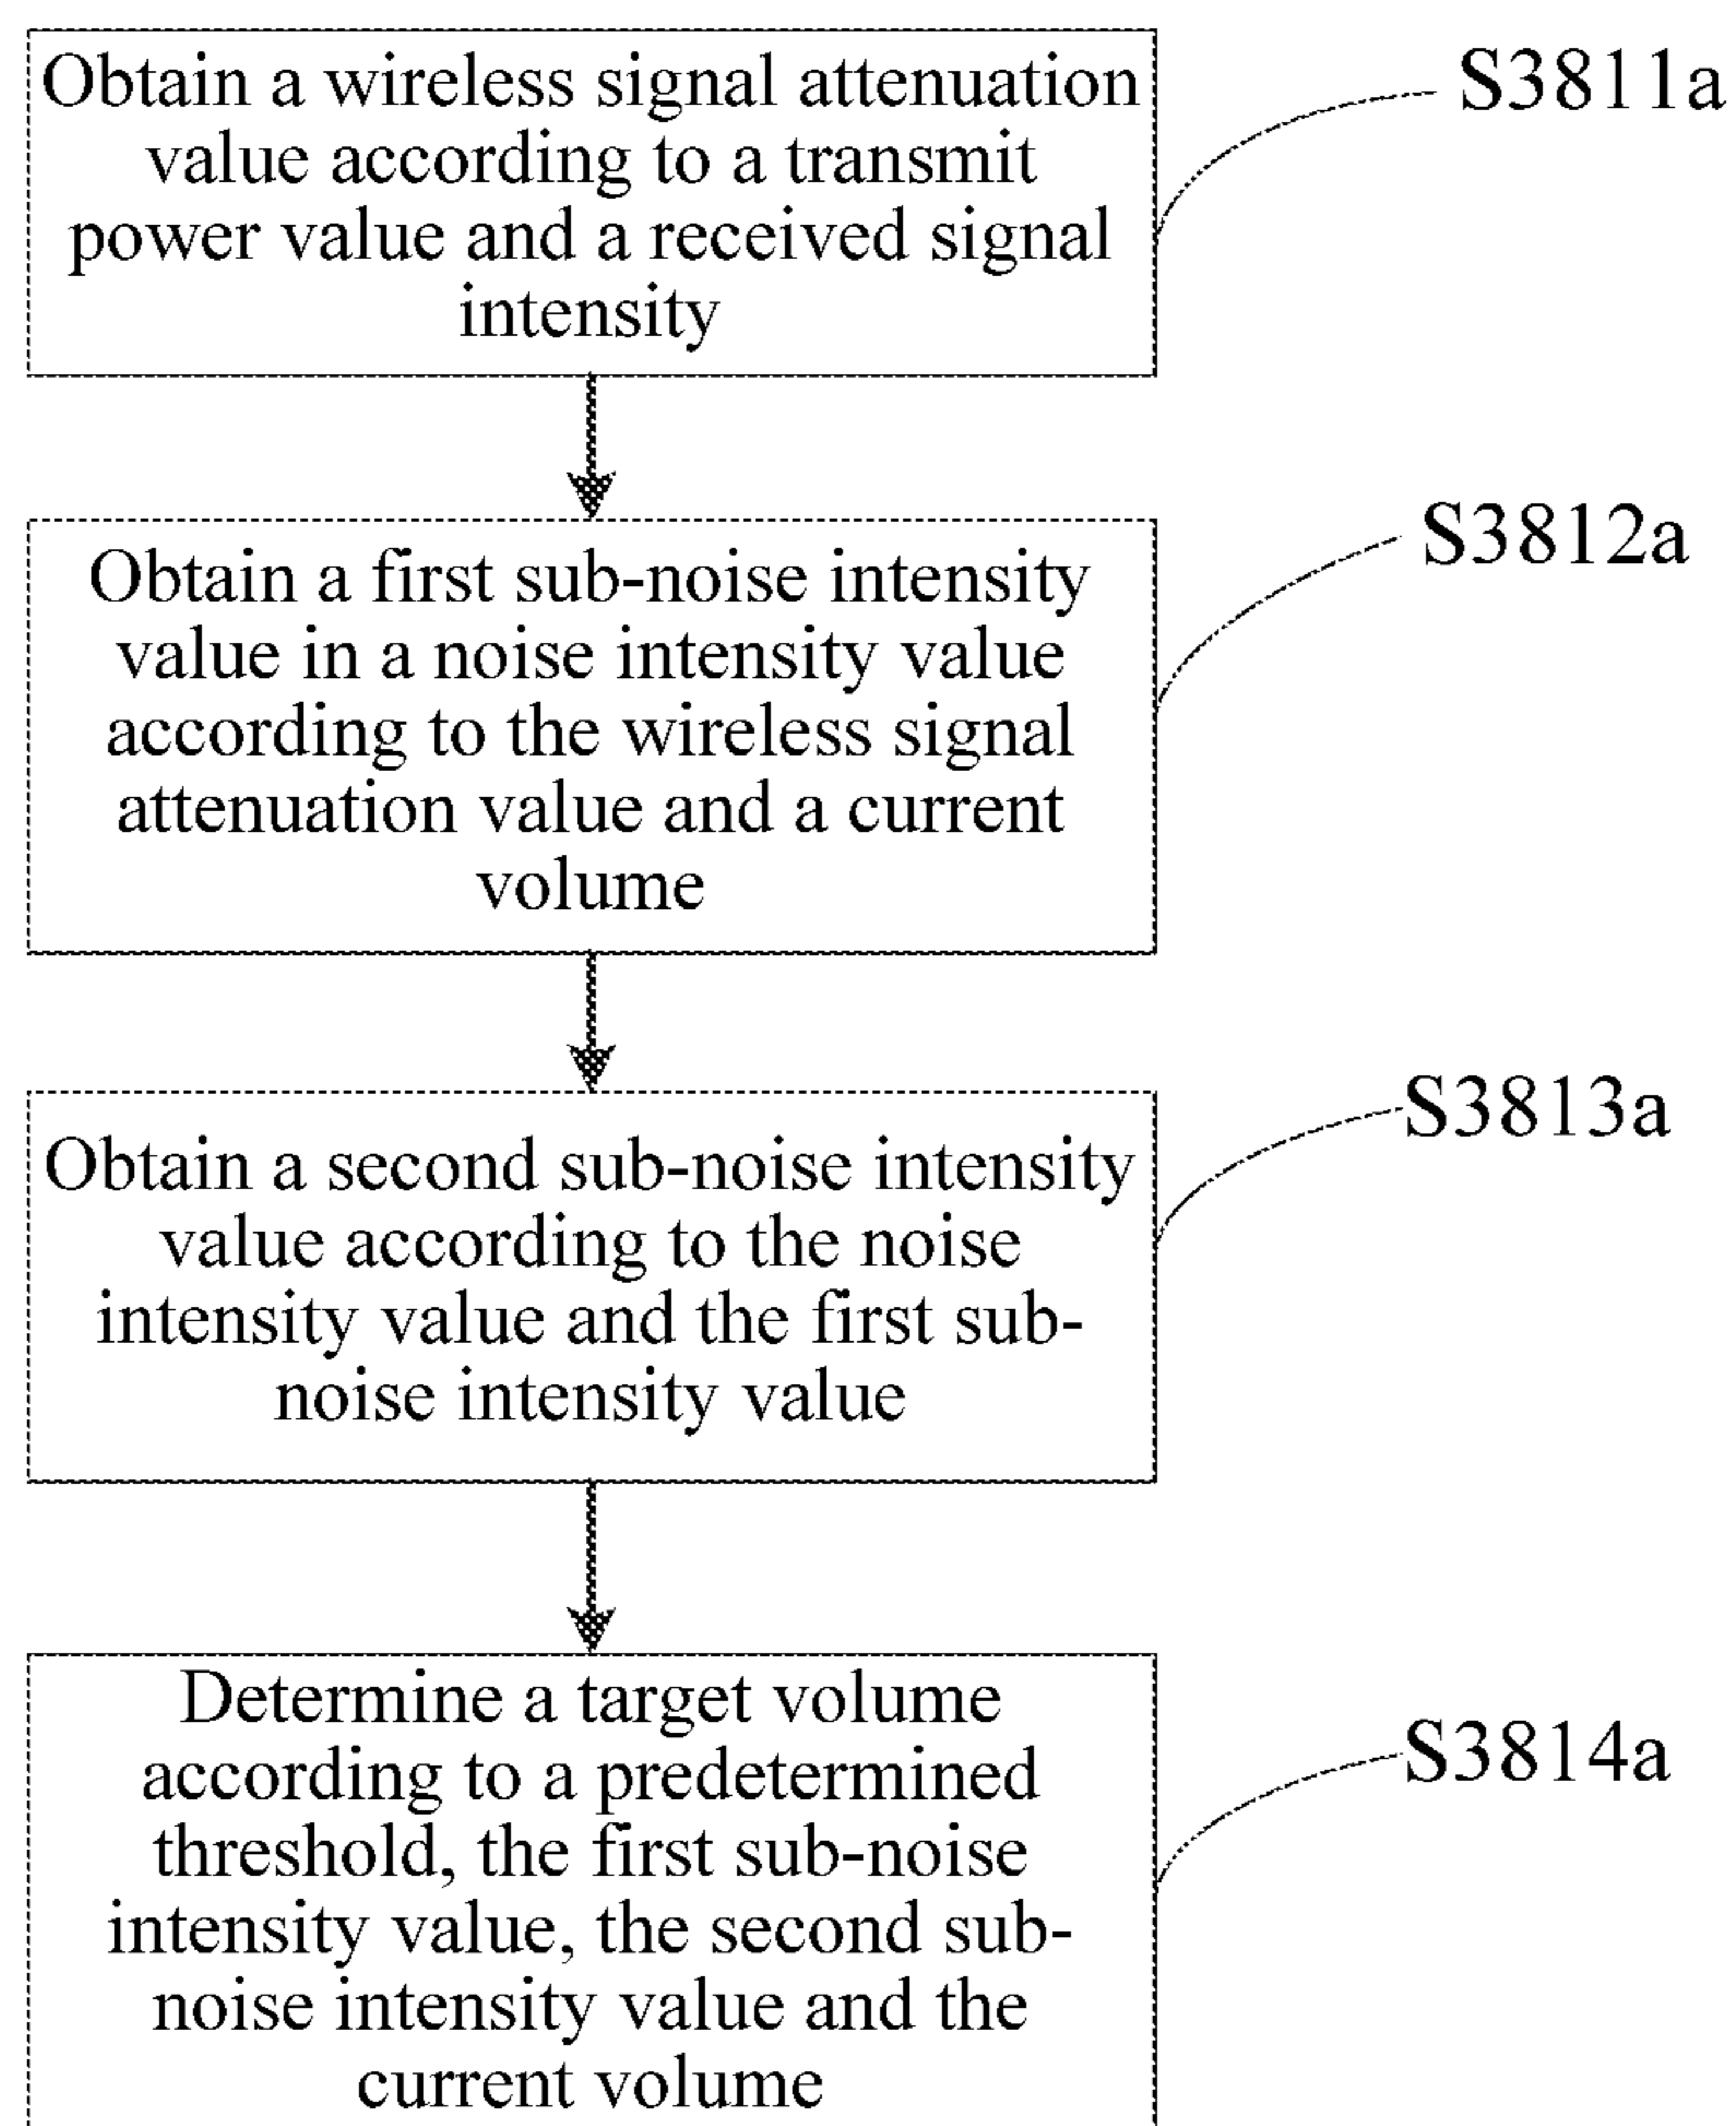 Obtain a wireless signal attenuation
value according to a transmit
power value and a received signal
intensity
S3811a
Obtain a first sub-noise intensity
value in a noise intensity value
according to the wireless signal
attenuation value and a current
volume
S3812a
Obtain a second sub-noise intensity
value according to the noise
intensity value and the first sub-
noise intensity value
S3813a
Determine a target volume
according to a predetermined
threshold, the first sub-noise
intensity value, the second sub-
noise intensity value and the
current volume
S3814a